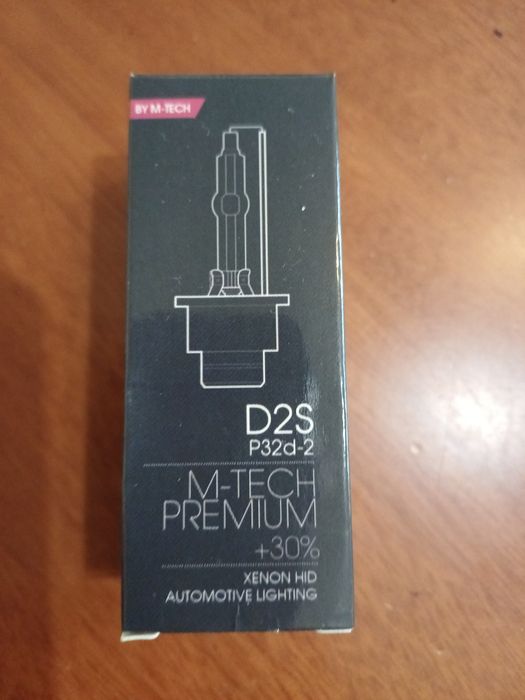 BY M-TECH
D2S
P32d-2
M-TECH
PREMIUM
+30%
XENON HID
AUTOMOTIVE LIGHTING